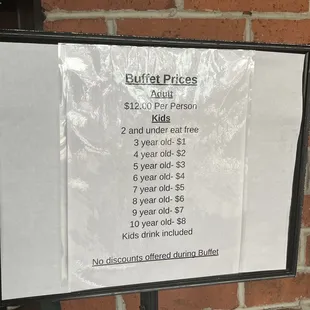 Buffet Prices
Adult
$12.00 Per Person
Kids
2 and under eat free
3 year old- $1
4 year old- $2
5 year old- $3
6 year old- $4
7 year old- $5
8 year old- $6
9 year old- $7
10 year old- $8
Kids drink included
No discounts offered during Buffet